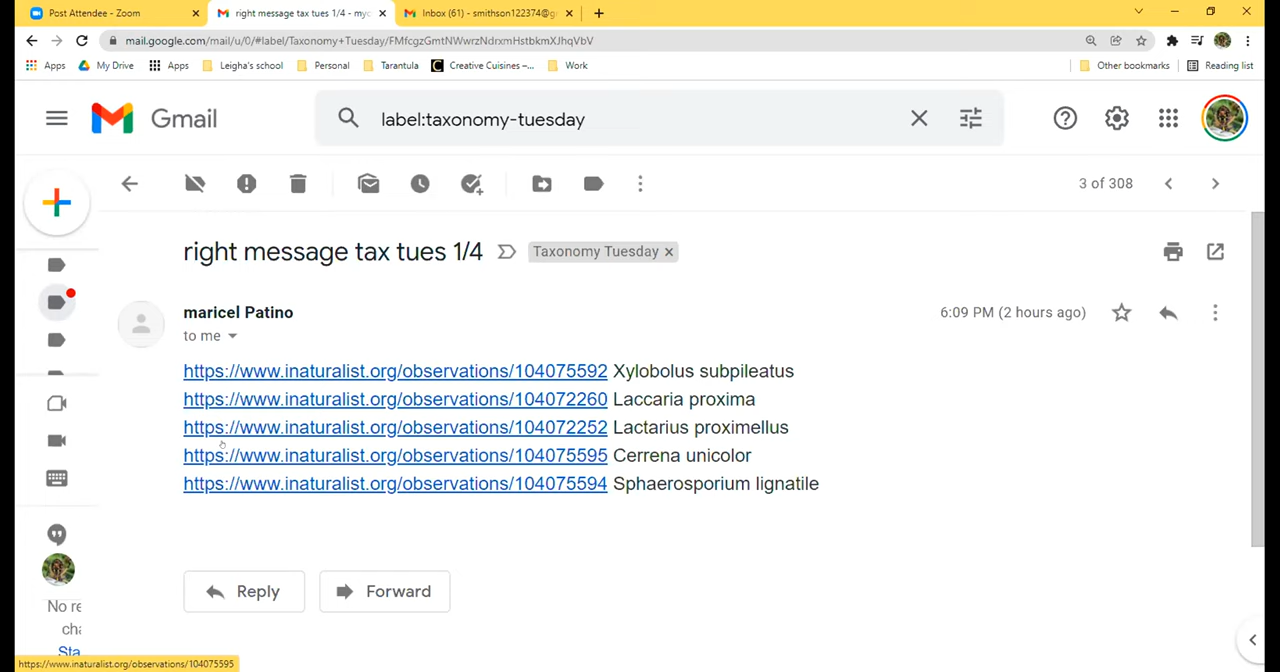 Post Attendee - Zoom
right message tax tues 1/4 - myc
Inbox (61) - smithson122374@g
mail.google.com/mail/u/0/#label/Taxonomy+Tuesday/FMfcgzGmtNWwrzNdrxmHstbkmXJhqVbV
Apps My Drive Apps Leigha's school Personal Tarantula Creative Cuisines –... Work Other bookmarks Reading list
Gmail
label:taxonomy-tuesday
3 of 308
right message tax tues 1/4 Taxonomy Tuesday ×
maricel Patino 6:09 PM (2 hours ago)
to me
https://www.inaturalist.org/observations/104075592 Xylobolus subpileatus
https://www.inaturalist.org/observations/104072260 Laccaria proxima
https://www.inaturalist.org/observations/104072252 Lactarius proximellus
https://www.inaturalist.org/observations/104075595 Cerrena unicolor
https://www.inaturalist.org/observations/104075594 Sphaerosporium lignatile
Reply Forward
No re
cha
Sta
https://www.inaturalist.org/observations/104075595